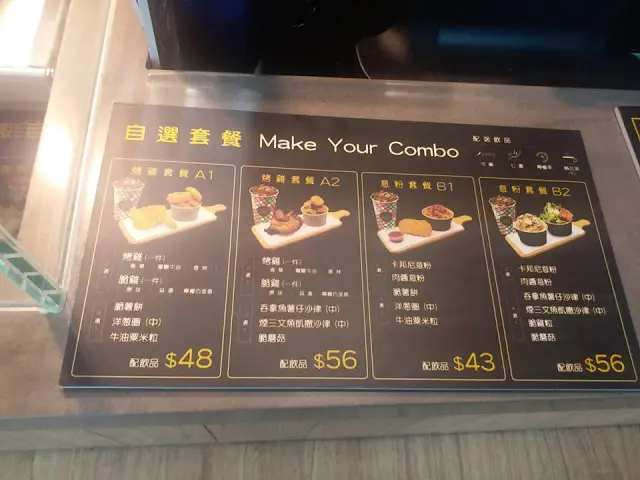 自選套餐 Make Your Combo
配送飲品
烤雞套餐 A1
烤雞(一件)
脆雞(一件)
脆薯餅
洋葱圈(中)
牛油粟米粒
配飲品 $48
烤雞套餐 A2
烤雞(一件)
脆雞(一件)
吞拿魚薯仔沙律(中)
煙三文魚凱撒沙律(中)
脆蘑菇
配飲品 $56
意粉套餐 B1
卡邦尼意粉
肉醬意粉
脆薯餅
洋葱圈(中)
牛油粟米粒
配飲品 $43
意粉套餐 B2
卡邦尼意粉
肉醬意粉
吞拿魚薯仔沙律(中)
煙三文魚凱撒沙律(中)
脆雞粒
脆蘑菇
配飲品 $56